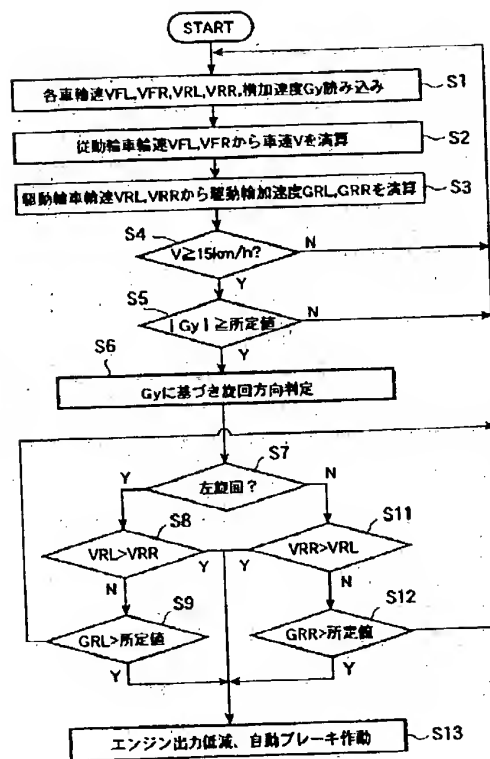 START
各車輪速VFL,VFR,VRL,VRR,横加速度Gy読み込み
S1
従動輪車輪速VFL,VFRから車速Vを演算
S2
駆動輪車輪速VRL,VRRから駆動輪加速度GRL,GRRを演算
S3
S4
V≧15km/h?
N
Y
S5
|Gy|≧所定値
N
Y
S6
Gyに基づき旋回方向判定
S7
左旋回?
Y
N
S8
VRL>VRR
Y
N
S11
VRR>VRL
Y
N
S9
GRL>所定値
Y
S12
GRR>所定値
Y
エンジン出力低減、自動ブレーキ作動
S13